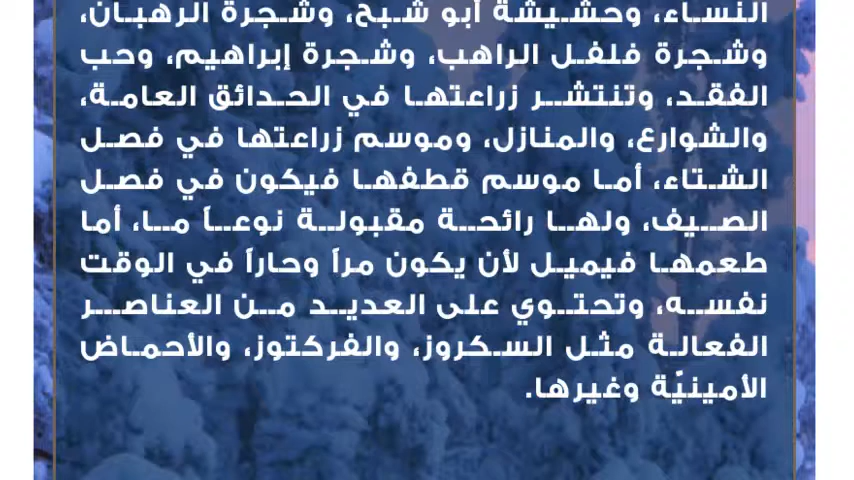 النساء، وحشيشة أبو شبح، وشجرة الرهبان،
وشجرة فلفل الراهب، وشجرة إبراهيم، وحب
الفقد، وتنتشر زراعتها في الحدائق العامة،
والشوارع، والمنازل، وموسم زراعتها في فصل
الشتاء، أما موسم قطفها فيكون في فصل
الصيف، ولها رائحة مقبولة نوعاً ما، أما
طعمها فيميل لأن يكون مراً وحاراً في الوقت
نفسه، وتحتوي على العديد من العناصر
الفعالة مثل السكروز، والفركتوز، والأحماض
الأمينيّة وغيرها.